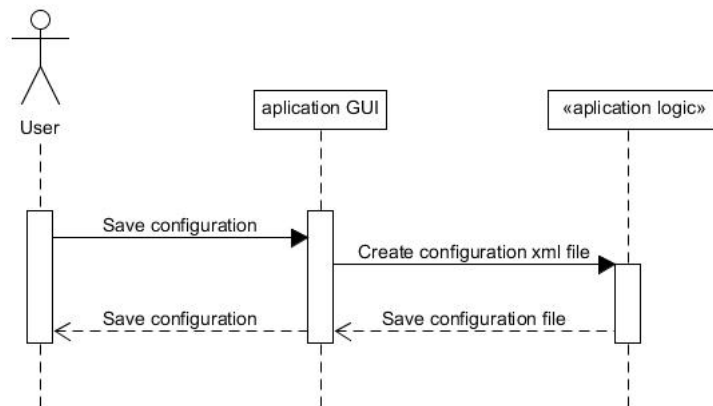 User
aplication GUI
«aplication logic»
Save configuration
Create configuration xml file
Save configuration
Save configuration file